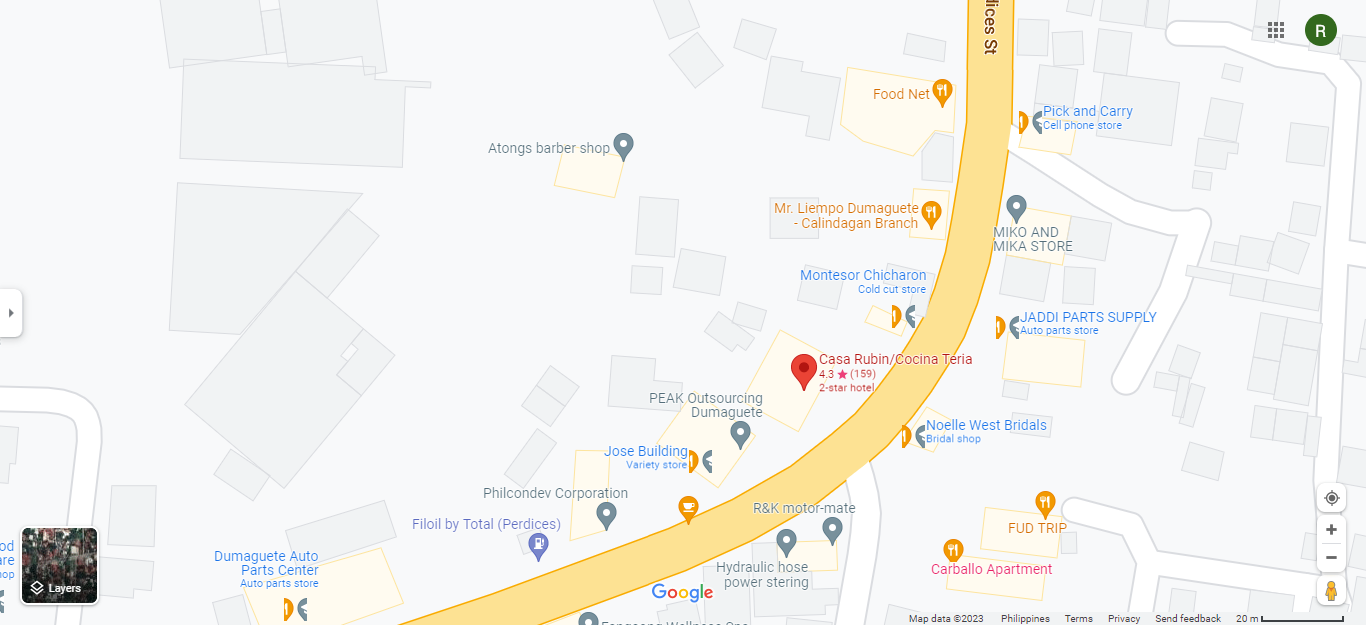 dices St
R
Food Net
Pick and Carry
Cell phone store
Atongs barber shop
Mr. Liempo Dumaguete
- Calindagan Branch
MIKO AND
MIKA STORE
Montesor Chicharon
Cold cut store
JADDI PARTS SUPPLY
Auto parts store
Casa Rubin/Cocina Teria
4.3 ★ (159)
2-star hotel
PEAK Outsourcing
Dumaguete
Noelle West Bridals
Bridal shop
Jose Building
Variety store
Philcondev Corporation
R&K motor-mate
Filoil by Total (Perdices)
FUD TRIP
Dumaguete Auto
Parts Center
Auto parts store
Hydraulic hose
power stering
Carballo Apartment
od
are
hop
Layers
Google
Map data ©2023
Philippines
Terms
Privacy
Send feedback
20 m